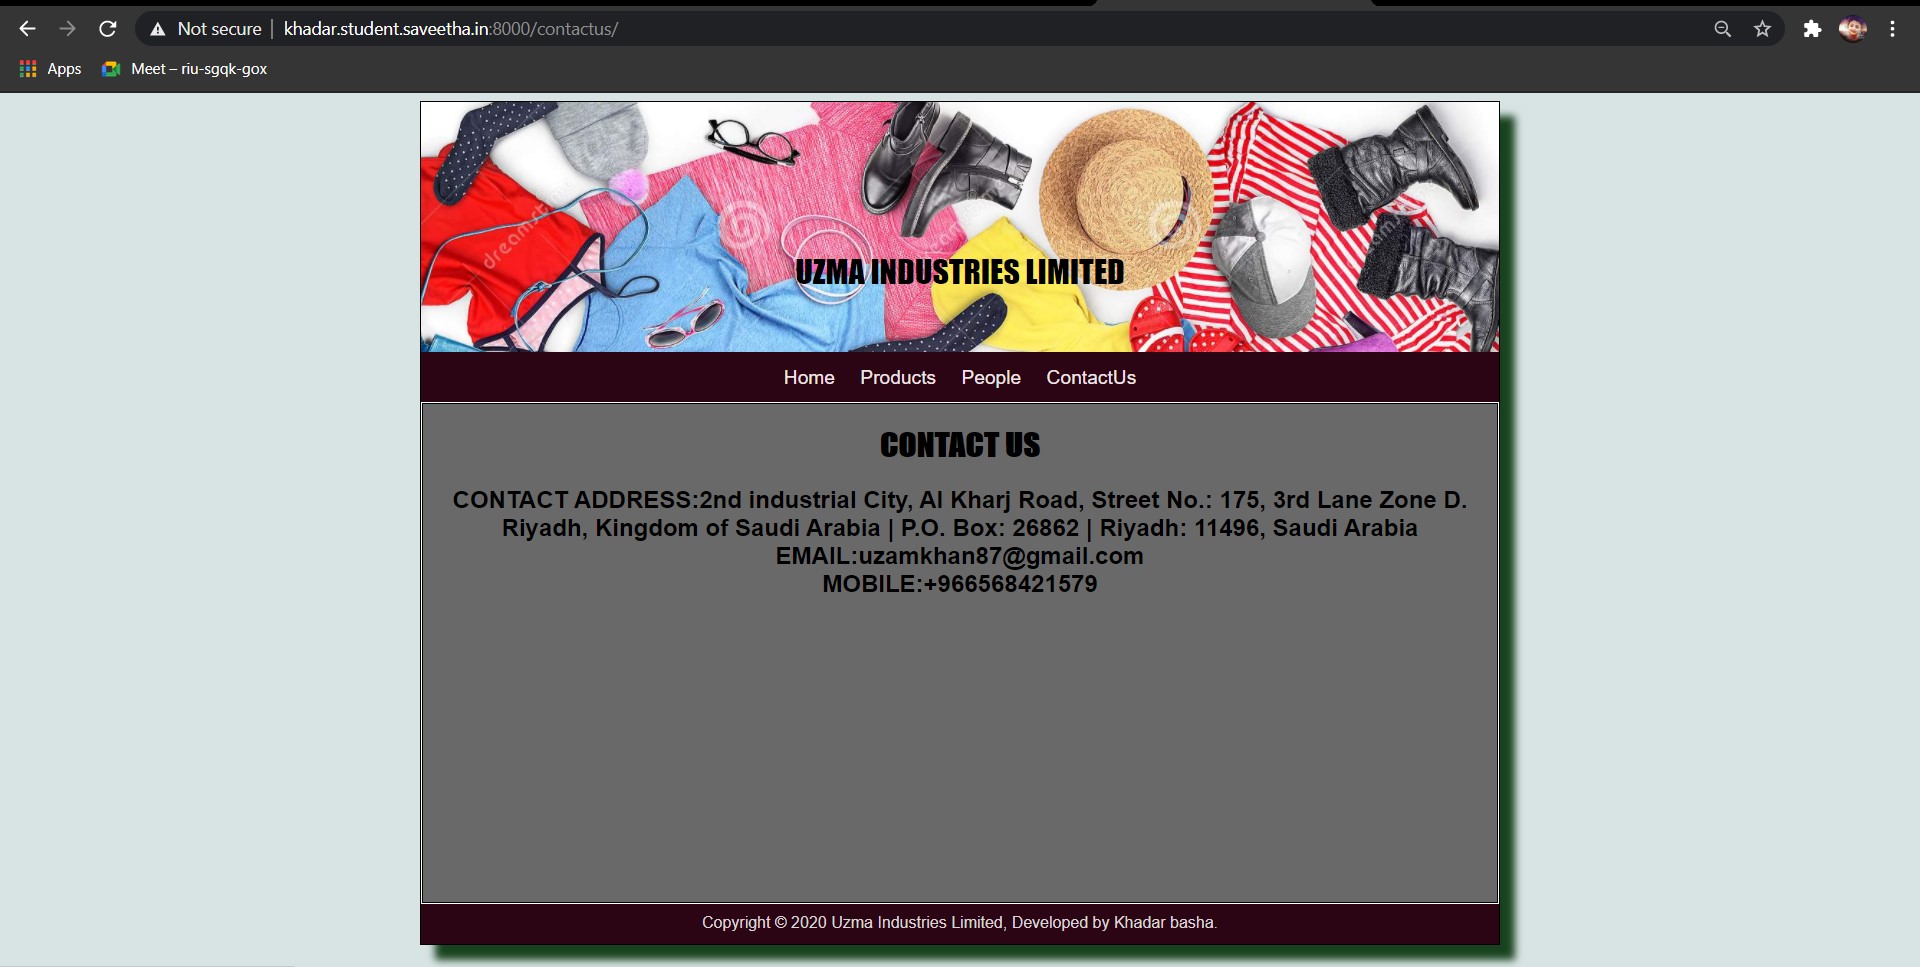 Not secure | khadar.student.saveetha.in:8000/contactus/
Apps Meet – riu-sgqk-gox
UZMA INDUSTRIES LIMITED
Home Products People ContactUs
CONTACT US
CONTACT ADDRESS:2nd industrial City, Al Kharj Road, Street No.: 175, 3rd Lane Zone D.
Riyadh, Kingdom of Saudi Arabia | P.O. Box: 26862 | Riyadh: 11496, Saudi Arabia
EMAIL:uzamkhan87@gmail.com
MOBILE:+966568421579
Copyright © 2020 Uzma Industries Limited, Developed by Khadar basha.